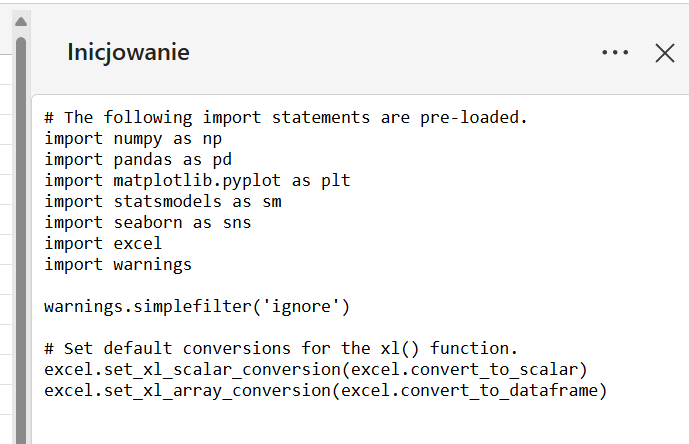 Inicjowanie
# The following import statements are pre-loaded.
import numpy as np
import pandas as pd
import matplotlib.pyplot as plt
import statsmodels as sm
import seaborn as sns
import excel
import warnings
warnings.simplefilter('ignore')
# Set default conversions for the xl() function.
excel.set_xl_scalar_conversion(excel.convert_to_scalar)
excel.set_xl_array_conversion(excel.convert_to_dataframe)